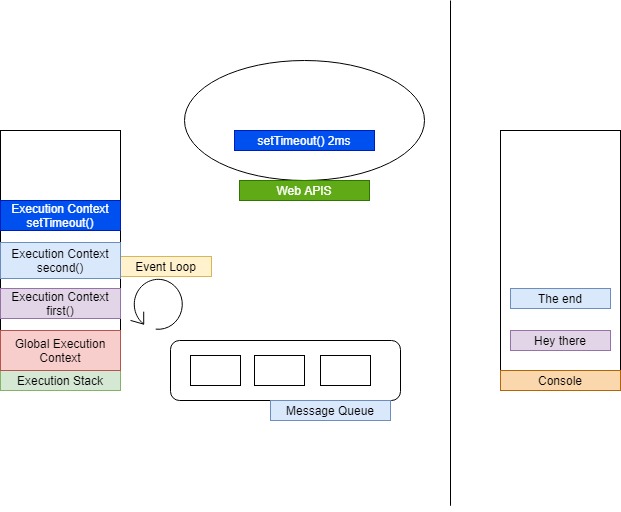 setTimeout() 2ms
Web APIS
Execution Context
setTimeout()
Execution Context
second()
Event Loop
Execution Context
first()
Global Execution
Context
Execution Stack
Message Queue
The end
Hey there
Console